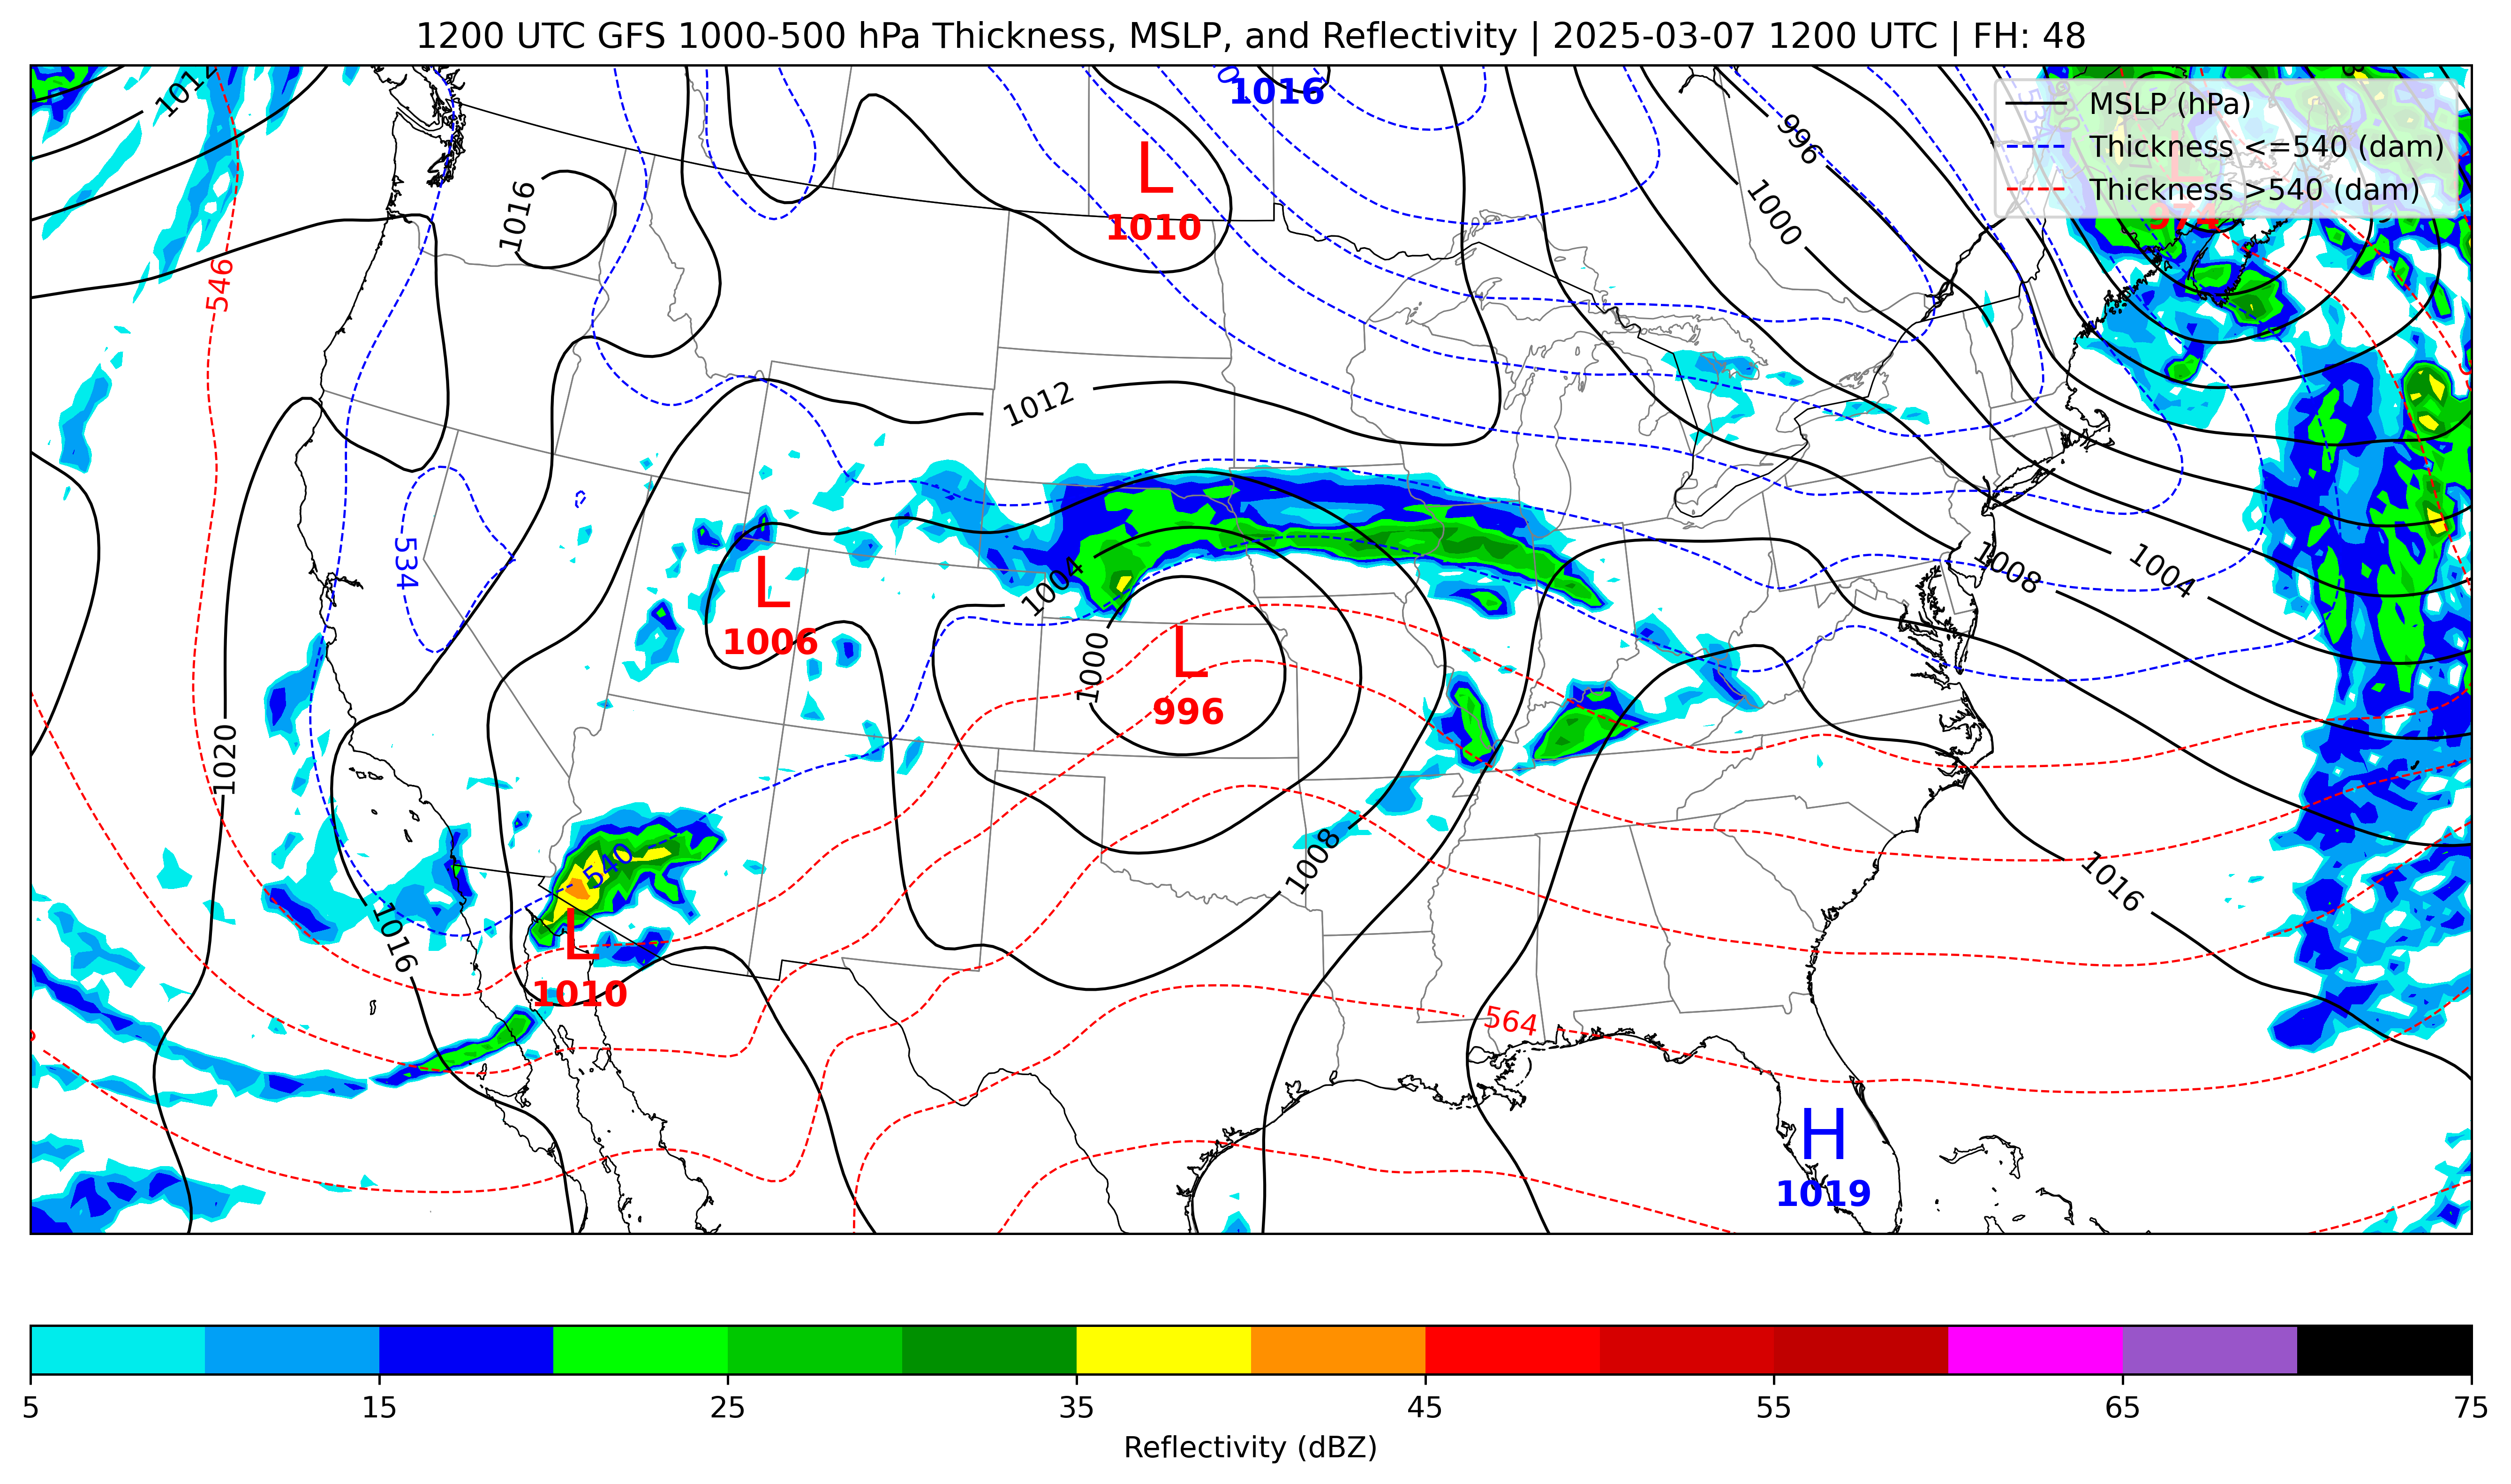 1200 UTC GFS 1000-500 hPa Thickness, MSLP, and Reflectivity | 2025-03-07 1200 UTC | FH: 48
MSLP (hPa)
Thickness <=540 (dam)
Thickness >540 (dam)
1012
1016
996
1000
534
L
974
L
1010
1016
546
1012
1004
1000
534
L
1006
L
996
1008
1004
1020
540
1008
1016
1016
L
1010
564
H
1019
5 15 25 35 45 55 65 75
Reflectivity (dBZ)